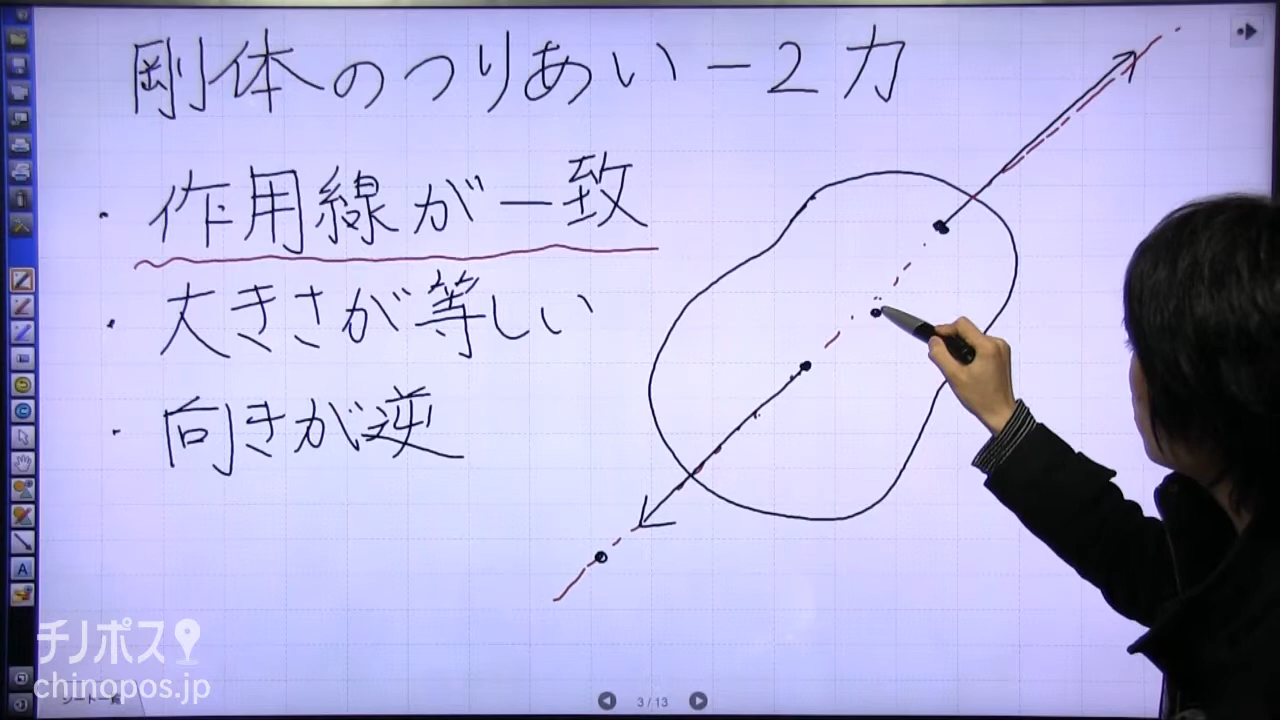 剛体のつりあい－2力
・作用線が一致
・大きさが等しい
・向きが逆
A
チノポス
chinopos.jp
3 / 13